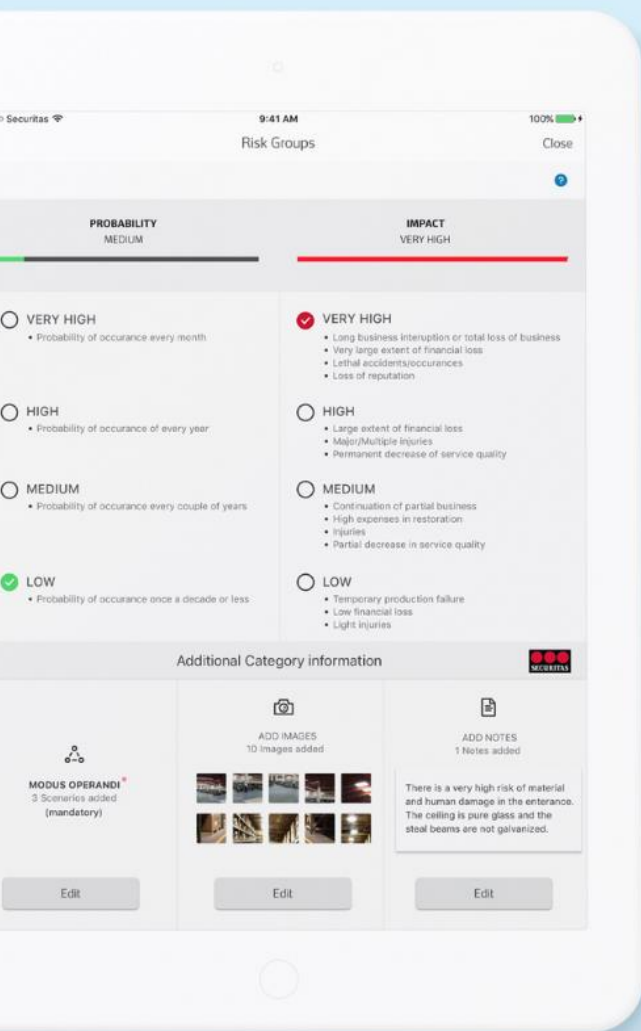 Securitas
9:41 AM
100%
Risk Groups
Close
?
PROBABILITY
MEDIUM
IMPACT
VERY HIGH
VERY HIGH
• Probability of occurance every month
HIGH
• Probability of occurance of every year
MEDIUM
• Probability of occurance every couple of years
LOW
• Probability of occurance once a decade or less
VERY HIGH
• Long business interuption or total loss of business
• Very large extent of financial loss
• Lethal accidents/occurances
• Loss of reputation
HIGH
• Large extent of financial loss
• Major/Multiple injuries
• Permanent decrease of service quality
MEDIUM
• Continuation of partial business
• High expenses in restoration
• Injuries
• Partial decrease in service quality
LOW
• Temporary production failure
• Low financial loss
• Light injuries
Additional Category information
SECURITAS
MODUS OPERANDI*
3 Scenarios added
(mandatory)
Edit
ADD IMAGES
10 Images added
Edit
ADD NOTES
1 Notes added
There is a very high risk of material
and human damage in the enterance.
The ceiling is pure glass and the
steal beams are not galvanized.
Edit